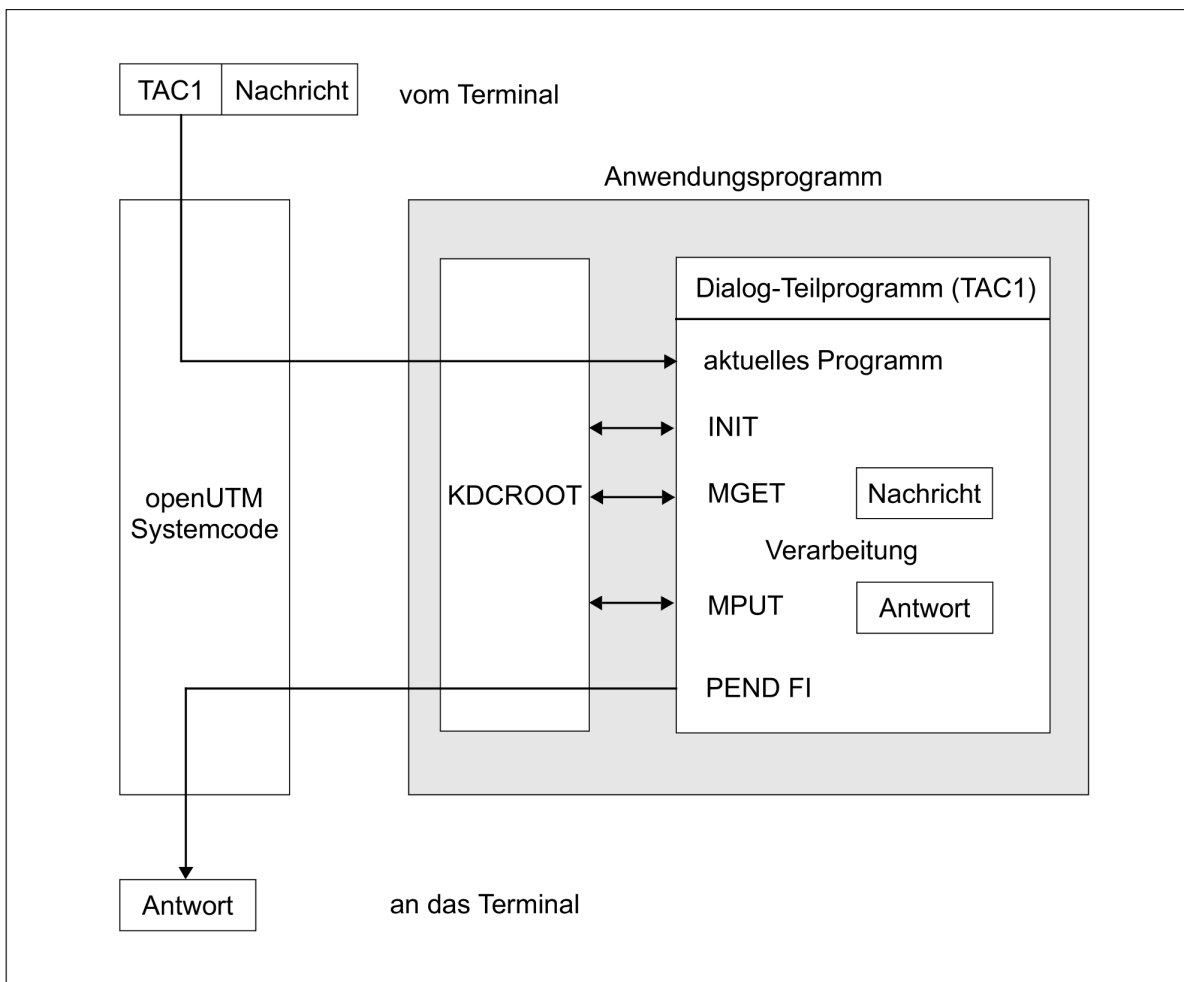 TAC1 Nachricht vom Terminal
Anwendungsprogramm
Dialog-Teilprogramm (TAC1)
aktuelles Programm
INIT
openUTM
Systemcode
KDCROOT
MGET Nachricht
Verarbeitung
MPUT Antwort
PEND FI
Antwort an das Terminal